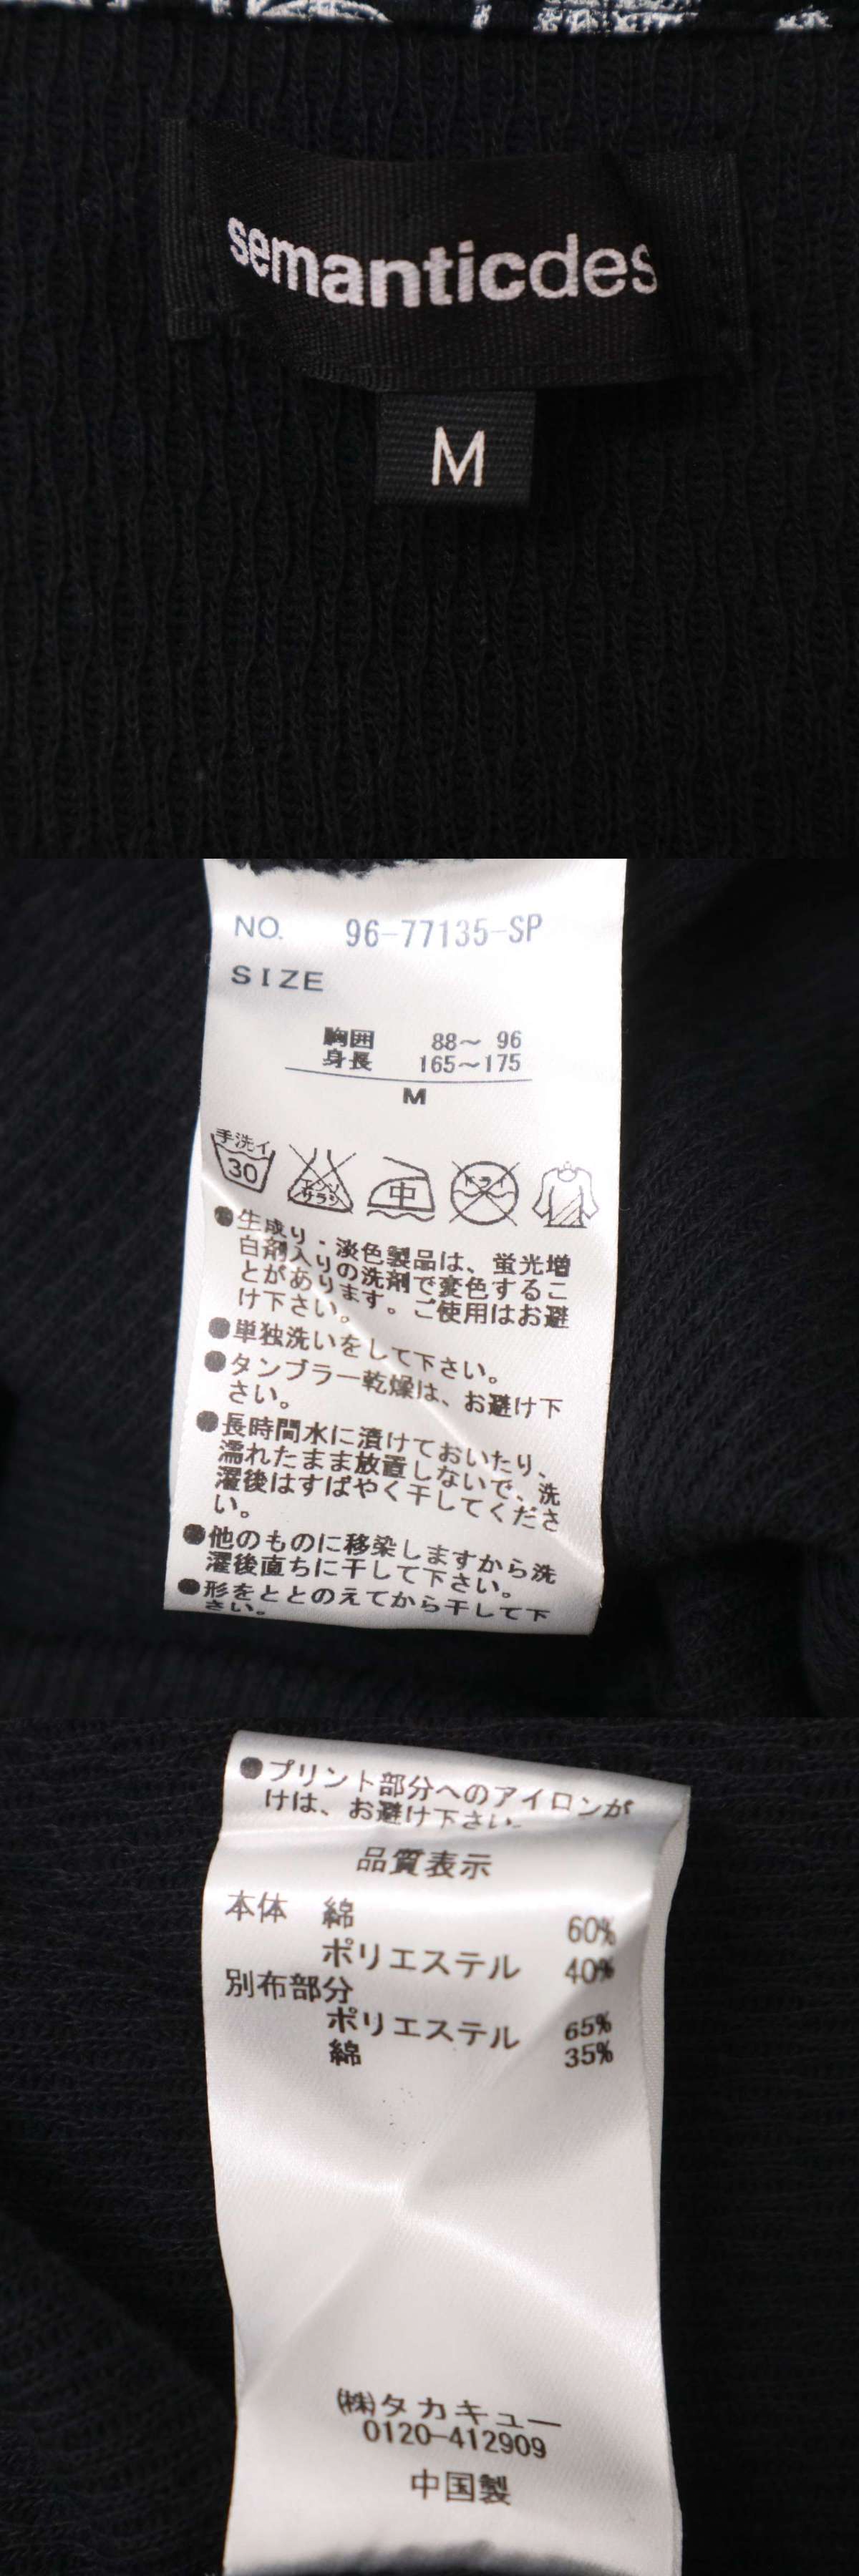 semanticdes
M
NO. 96-77135-SP
SIZE
胸囲 88～ 96
身長 165～175
M
手洗イ
30
エンソ
サラシ
中
ドライ
●生成り・淡色製品は、蛍光増
白剤入りの洗剤で変色するこ
とがあります。ご使用はお避
け下さい。
●単独洗いをして下さい。
●タンブラー乾燥は、お避け下
さい。
●長時間水に漬けておいたり、
濡れたまま放置しないで、洗
濯後はすばやく干してくださ
い。
●他のものに移染しますから洗
濯後直ちに干して下さい。
●形をととのえてから干して下
さい。
●プリント部分へのアイロンが
けは、お避け下さい。
品質表示
本体 綿 60%
ポリエステル 40%
別布部分
ポリエステル 65%
綿 35%
(株)タカキュー
0120-412909
中国製